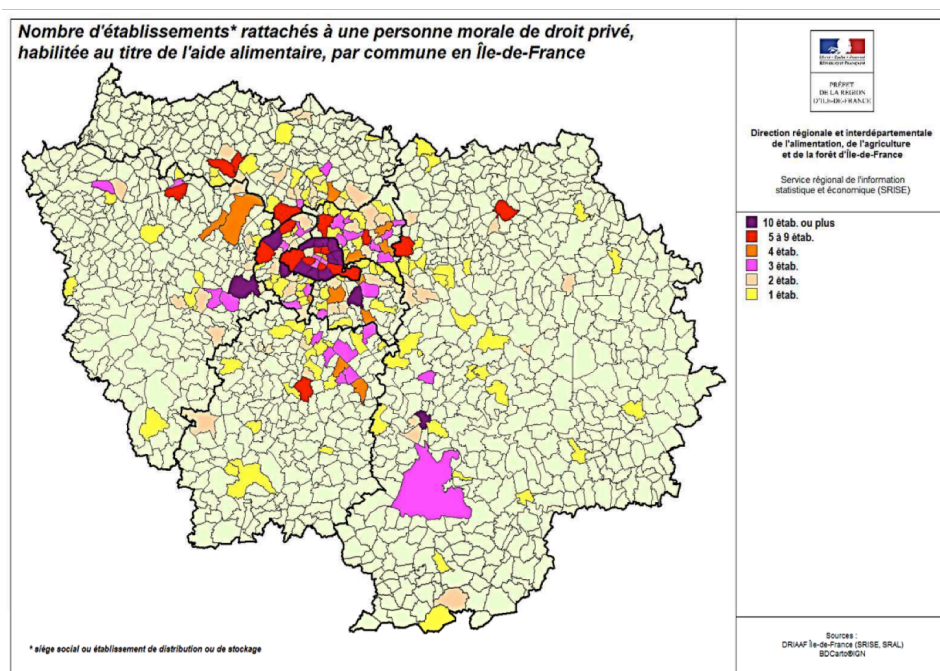 Nombre d'établissements* rattachés à une personne morale de droit privé,
habilitée au titre de l'aide alimentaire, par commune en Île-de-France
PRÉFET
DE LA RÉGION
D'ÎLE-DE-FRANCE
Direction régionale et interdépartementale
de l'alimentation, de l'agriculture
et de la forêt d'Île-de-France
Service régional de l'information
statistique et économique (SRISE)
10 étab. ou plus
5 à 9 étab.
4 étab.
3 étab.
2 étab.
1 étab.
* siège social ou établissement de distribution ou de stockage
Sources :
DRIAAF Île-de-France (SRISE, SRAL)
BDCarto®IGN